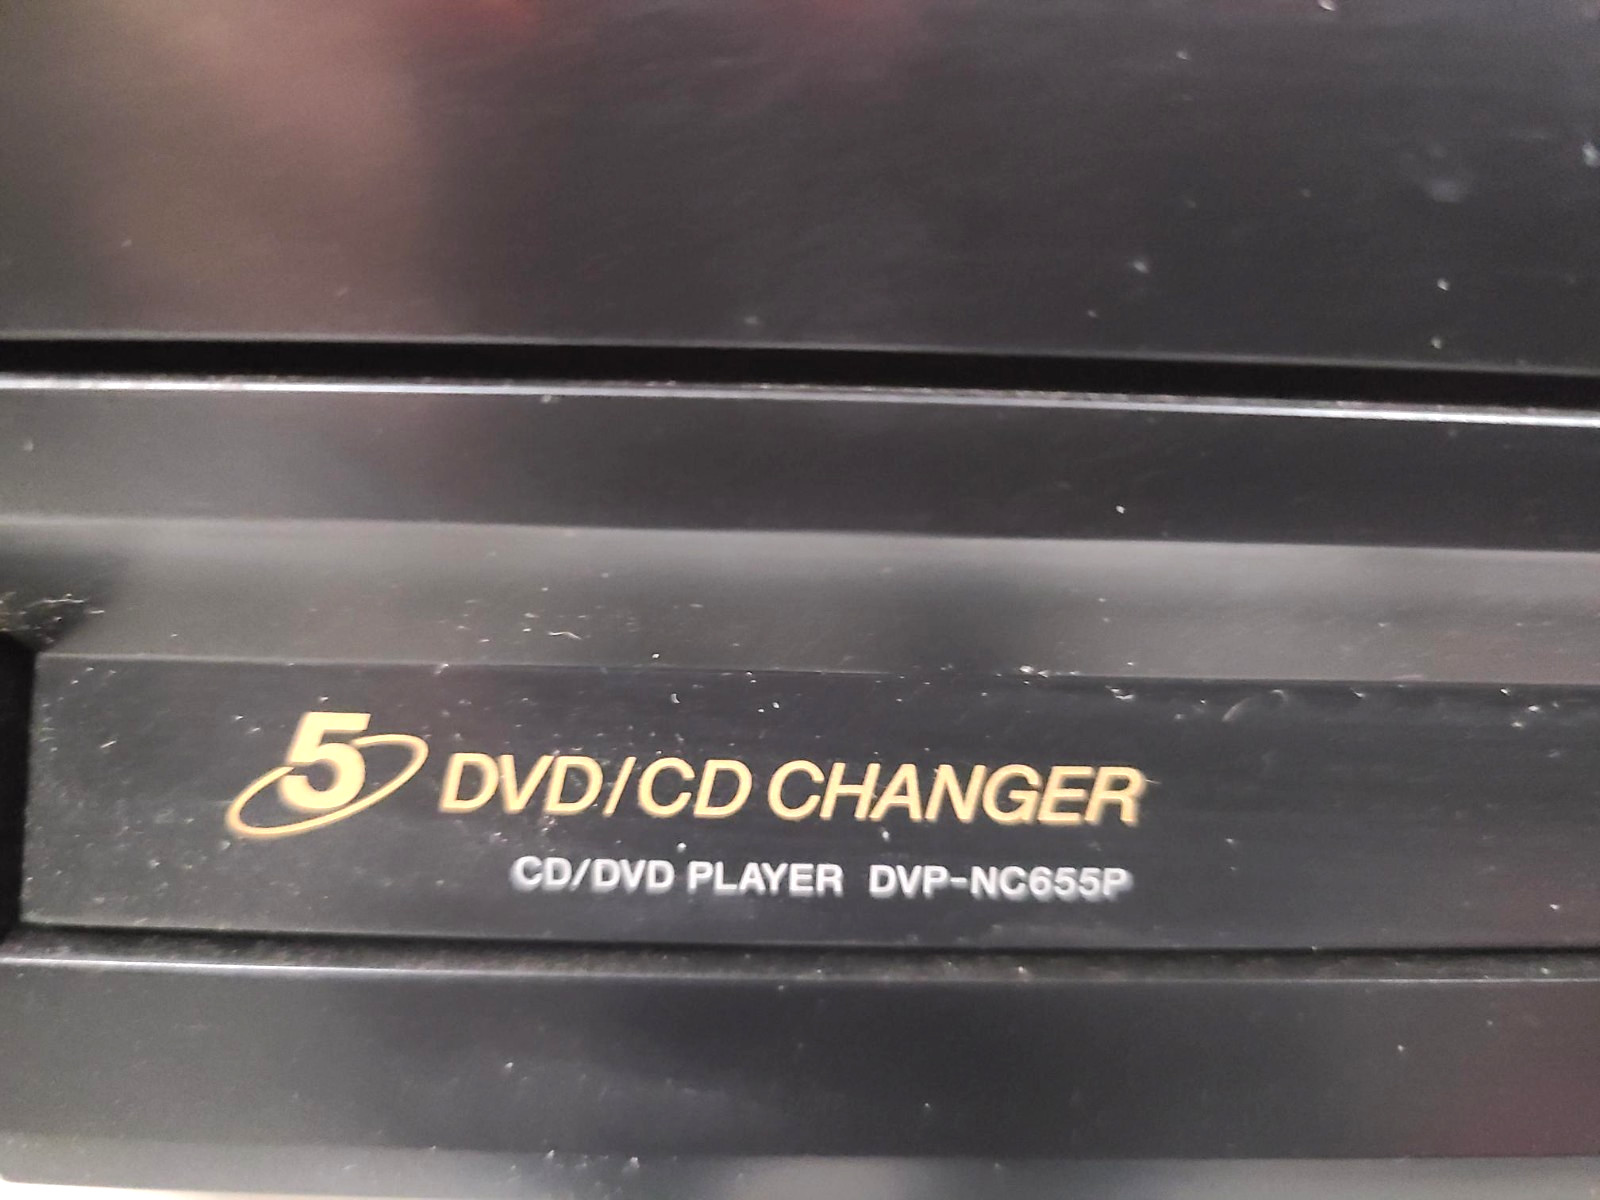 5 DVD/CD CHANGER
CD/DVD PLAYER DVP-NC655P